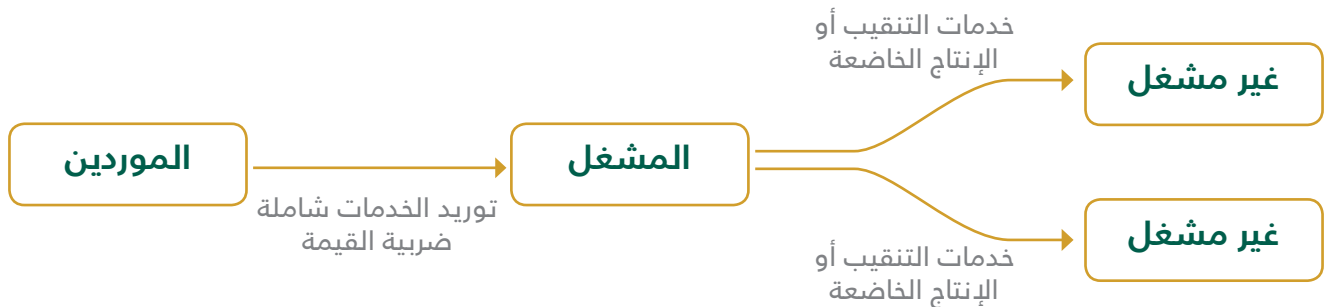 الموردين
توريد الخدمات شاملة
ضريبة القيمة
المشغل
خدمات التنقيب أو
الإنتاج الخاضعة
غير مشغل
خدمات التنقيب أو
الإنتاج الخاضعة
غير مشغل